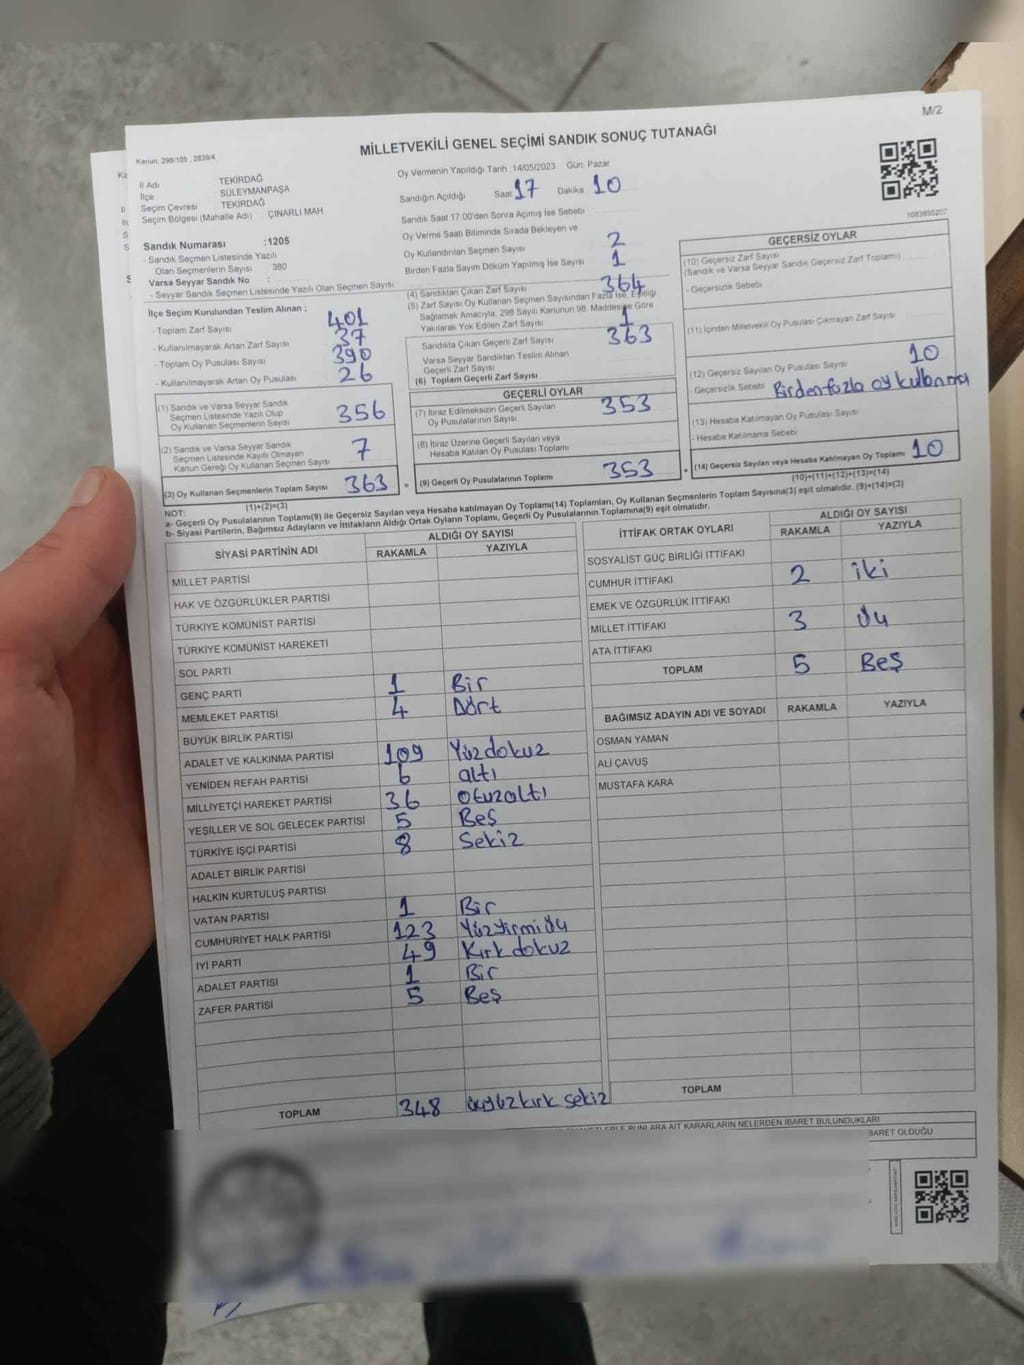 M/2
Kanun: 298/105 , 2839/4
MİLLETVEKİLİ GENEL SEÇİMİ SANDIK SONUÇ TUTANAĞI
İl Adı TEKİRDAĞ
İlçe SÜLEYMANPAŞA
Seçim Çevresi TEKİRDAĞ
Seçim Bölgesi (Mahalle Adı) ÇINARLI MAH
Sandık Numarası :1205
- Sandık Seçmen Listesinde Yazılı
Olan Seçmenlerin Sayısı 380
Varsa Seyyar Sandık No :
- Seyyar Sandık Seçmen Listesinde Yazılı Olan Seçmen Sayısı
Oy Vermenin Yapıldığı Tarih :14/05/2023 Gün: Pazar
Sandığın Açıldığı Saat 17 Dakika 10
Sandık Saat 17:00'den Sonra Açımış İse Sebebi
Oy Verme Saati Bitiminde Sırada Bekleyen ve
Oy Kullandırılan Seçmen Sayısı 2
Birden Fazla Sayım Döküm Yapılmış İse Sayısı 1
1083855207
İlçe Seçim Kurulundan Teslim Alınan ;
- Toplam Zarf Sayısı 401
- Kullanılmayarak Artan Zarf Sayısı 37
- Toplam Oy Pusulası Sayısı 390
- Kullanılmayarak Artan Oy Pusulası 26
(1) Sandık ve Varsa Seyyar Sandık
Seçmen Listesinde Yazılı Olup
Oy Kullanan Seçmenlerin Sayısı 356
(2) Sandık ve Varsa Seyyar Sandık
Seçmen Listesinde Kayıtlı Olmayan
Kanun Gereği Oy Kullanan Seçmen Sayısı 7
(3) Oy Kullanan Seçmenlerin Toplam Sayısı 363
(1)+(2)=(3)
(4) Sandıktan Çıkan Zarf Sayısı 364
(5) Zarf Sayısı Oy Kullanan Seçmen Sayısından Fazla İse, Eşitliği
Sağlamak Amacıyla, 298 Sayılı Kanunun 98. Maddesine Göre
Yakılarak Yok Edilen Zarf Sayısı 1
Sandıkta Çıkan Geçerli Zarf Sayısı 363
Varsa Seyyar Sandıktan Teslim Alınan
Geçerli Zarf Sayısı
(6) Toplam Geçerli Zarf Sayısı
GEÇERLİ OYLAR
(7) İtiraz Edilmeksizin Geçerli Sayılan
Oy Pusulalarının Sayısı 353
(8) İtiraz Üzerine Geçerli Sayılan veya
Hesaba Katılan Oy Pusulası Toplamı
= (9) Geçerli Oy Pusulalarının Toplamı 353 +
GEÇERSİZ OYLAR
(10) Geçersiz Zarf Sayısı
(Sandık ve Varsa Seyyar Sandık Geçersiz Zarf Toplamı)
- Geçersizlik Sebebi
(11) İçinden Milletvekili Oy Pusulası Çıkmayan Zarf Sayısı
(12) Geçersiz Sayılan Oy Pusulası Sayısı 10
Geçersizlik Sebebi Birden fazla oy kullanıcı
(13) Hesaba Katılmayan Oy Pusulası Sayısı
- Hesaba Katılmama Sebebi
(14) Geçersiz Sayılan veya Hesaba Katılmayan Oy Toplamı 10
(10)+(11)+(12)+(13)=(14)
NOT:
a- Geçerli Oy Pusulalarının Toplamı(9) ile Geçersiz Sayılan veya Hesaba Katılmayan Oy Toplamı(14) Toplamları, Oy Kullanan Seçmenlerin Toplam Sayısına(3) eşit olmalıdır. (9)+(14)=(3)
b- Siyasi Partilerin, Bağımsız Adayların ve İttifakların Aldığı Ortak Oyların Toplamı, Geçerli Oy Pusulalarının Toplamına(9) eşit olmalıdır.
SİYASİ PARTİNİN ADI ALDIĞI OY SAYISI
RAKAMLA YAZIYLA
MİLLET PARTİSİ
HAK VE ÖZGÜRLÜKLER PARTİSİ
TÜRKİYE KOMÜNİST PARTİSİ
TÜRKİYE KOMÜNİST HAREKETİ
SOL PARTİ
GENÇ PARTİ 1 Bir
MEMLEKET PARTİSİ 4 Dört
BÜYÜK BİRLİK PARTİSİ
ADALET VE KALKINMA PARTİSİ 109 Yüzdokuz
YENİDEN REFAH PARTİSİ 6 altı
MİLLİYETÇİ HAREKET PARTİSİ 36 otuzaltı
YEŞİLLER VE SOL GELECEK PARTİSİ 5 Beş
TÜRKİYE İŞÇİ PARTİSİ 8 Sekiz
ADALET BİRLİK PARTİSİ
HALKIN KURTULUŞ PARTİSİ
VATAN PARTİSİ 1 Bir
CUMHURİYET HALK PARTİSİ 123 Yüzyirmiüç
İYİ PARTİ 49 Kırkdokuz
ADALET PARTİSİ 1 Bir
ZAFER PARTİSİ 5 Beş
TOPLAM 348 üçyüzkırk sekiz
İTTİFAK ORTAK OYLARI ALDIĞI OY SAYISI
RAKAMLA YAZIYLA
SOSYALİST GÜÇ BİRLİĞİ İTTİFAKI
CUMHUR İTTİFAKI 2 iki
EMEK VE ÖZGÜRLÜK İTTİFAKI
MİLLET İTTİFAKI 3 üç
ATA İTTİFAKI
TOPLAM 5 Beş
BAĞIMSIZ ADAYIN ADI VE SOYADI RAKAMLA YAZIYLA
OSMAN YAMAN
ALİ ÇAVUŞ
MUSTAFA KARA
TOPLAM
BUNLARA AİT KARARLARIN NELERDEN İBARET BULUNDUKLARI
İBARET OLDUĞU